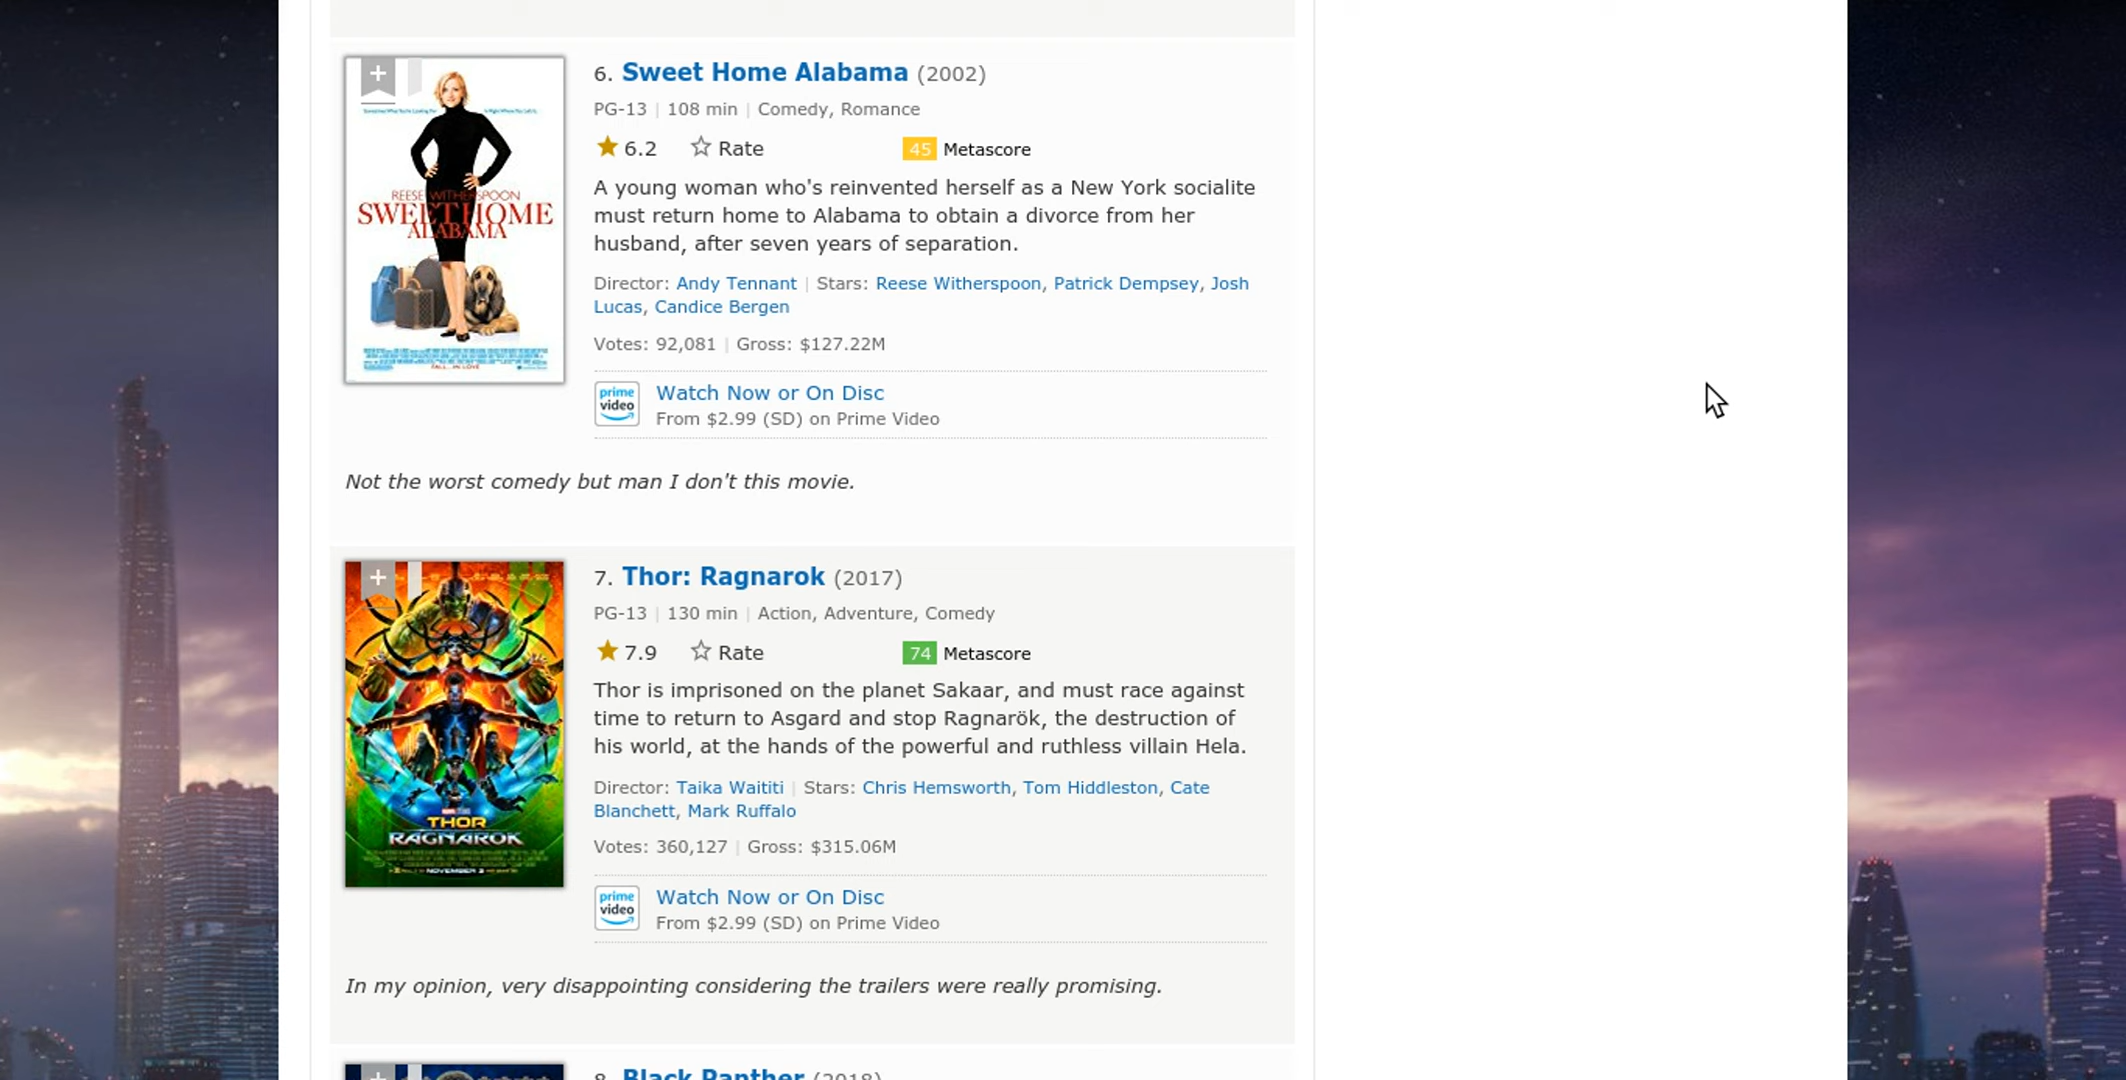 6. Sweet Home Alabama (2002)
PG-13 | 108 min | Comedy, Romance
6.2 Rate 45 Metascore
A young woman who's reinvented herself as a New York socialite
must return home to Alabama to obtain a divorce from her
husband, after seven years of separation.
Director: Andy Tennant | Stars: Reese Witherspoon, Patrick Dempsey, Josh
Lucas, Candice Bergen
Votes: 92,081 | Gross: $127.22M
prime
video
Watch Now or On Disc
From $2.99 (SD) on Prime Video
REESE WITHERSPOON
SWEET HOME
ALABAMA
Not the worst comedy but man I don't this movie.
7. Thor: Ragnarok (2017)
PG-13 | 130 min | Action, Adventure, Comedy
7.9 Rate 74 Metascore
Thor is imprisoned on the planet Sakaar, and must race against
time to return to Asgard and stop Ragnarök, the destruction of
his world, at the hands of the powerful and ruthless villain Hela.
Director: Taika Waititi | Stars: Chris Hemsworth, Tom Hiddleston, Cate
Blanchett, Mark Ruffalo
Votes: 360,127 | Gross: $315.06M
prime
video
Watch Now or On Disc
From $2.99 (SD) on Prime Video
THOR
RAGNAROK
In my opinion, very disappointing considering the trailers were really promising.
8. Black Panther (2018)